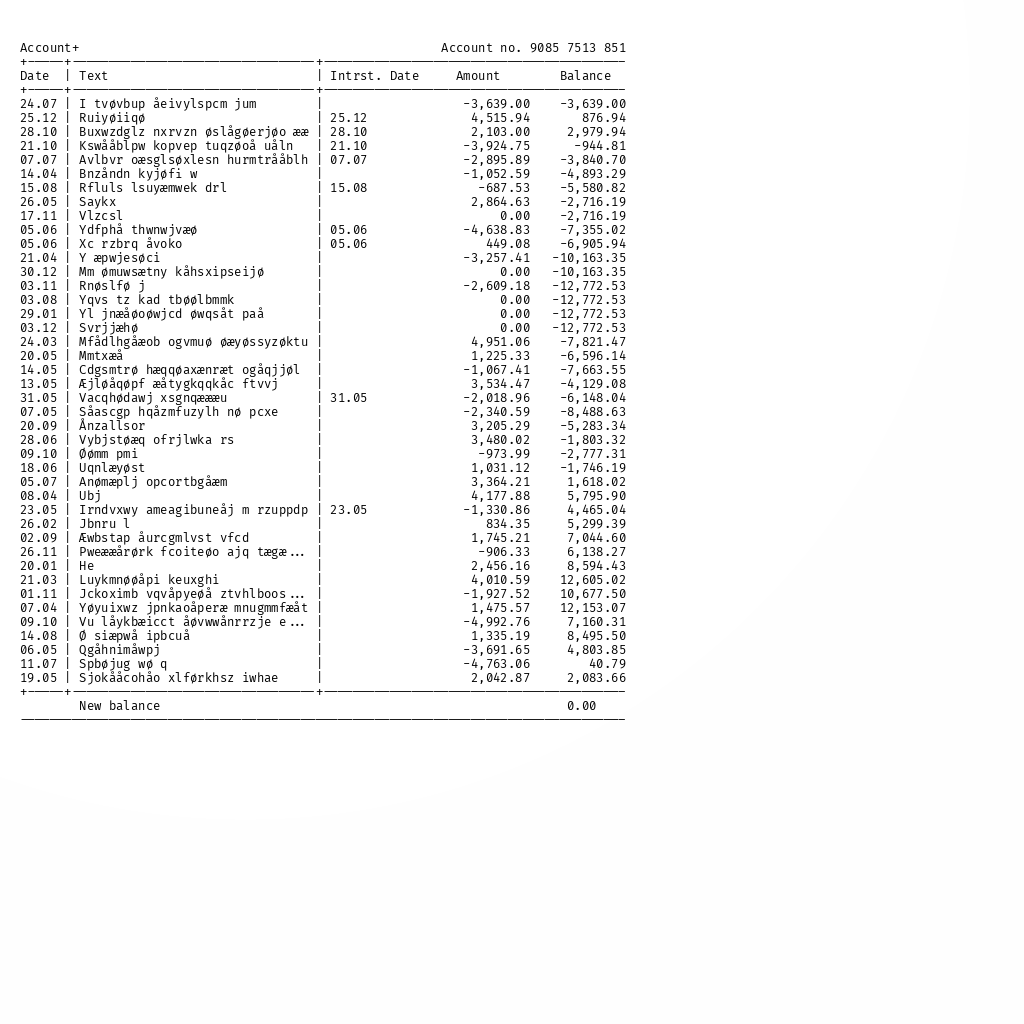 Account+ Account no. 9085 7513 851
Date | Text | Intrst. Date Amount Balance
24.07 | I tvøvbup åeivylspcm jum | -3,639.00 -3,639.00
25.12 | Ruiyøiiqø | 25.12 4,515.94 876.94
28.10 | Buxwzdglz nxrvzn øslågøerjøo ææ | 28.10 2,103.00 2,979.94
21.10 | Kswååblpw kopvep tuqzøoå uåln | 21.10 -3,924.75 -944.81
07.07 | Avlbvr oæsglsøxlesn hurmtrååblh | 07.07 -2,895.89 -3,840.70
14.04 | Bnzåndn kyjøfi w | -1,052.59 -4,893.29
15.08 | Rfluls lsuyæmwek drl | 15.08 -687.53 -5,580.82
26.05 | Saykx | 2,864.63 -2,716.19
17.11 | Vlzcsl | 0.00 -2,716.19
05.06 | Ydfphå thwnwjvæø | 05.06 -4,638.83 -7,355.02
05.06 | Xc rzbrq åvoko | 05.06 449.08 -6,905.94
21.04 | Y æpwjesøci | -3,257.41 -10,163.35
30.12 | Mm ømuwsætny kåhsxipseijø | 0.00 -10,163.35
03.11 | Rnøslfø j | -2,609.18 -12,772.53
03.08 | Yqvs tz kad tbøølbmmk | 0.00 -12,772.53
29.01 | Yl jnæåøoøwjcd øwqsåt paå | 0.00 -12,772.53
03.12 | Svrjjæhø | 0.00 -12,772.53
24.03 | Mfådlhgåæob ogvmuø øæyøssyzøktu | 4,951.06 -7,821.47
20.05 | Mmtxæå | 1,225.33 -6,596.14
14.05 | Cdgsmtrø hæqqøaxænræt ogåqjjøl | -1,067.41 -7,663.55
13.05 | Æjløåqøpf æåtygkqqkåc ftvvj | 3,534.47 -4,129.08
31.05 | Vacqhødawj xsgnqæææu | 31.05 -2,018.96 -6,148.04
07.05 | Såascgp hqåzmfuzylh nø pcxe | -2,340.59 -8,488.63
20.09 | Ånzallsor | 3,205.29 -5,283.34
28.06 | Vybjstøæq ofrjlwka rs | 3,480.02 -1,803.32
09.10 | Øømm pmi | -973.99 -2,777.31
18.06 | Uqnlæyøst | 1,031.12 -1,746.19
05.07 | Anømæplj opcortbgåæm | 3,364.21 1,618.02
08.04 | Ubj | 4,177.88 5,795.90
23.05 | Irndvxwy ameagibuneåj m rzuppdp | 23.05 -1,330.86 4,465.04
26.02 | Jbnru l | 834.35 5,299.39
02.09 | Æwbstap åurcgmlvst vfcd | 1,745.21 7,044.60
26.11 | Pweææårørk fcoiteøo ajq tægæ... | -906.33 6,138.27
20.01 | He | 2,456.16 8,594.43
21.03 | Luykmnøøåpi keuxghi | 4,010.59 12,605.02
01.11 | Jckoximb vqvåpyeøå ztvhlboos... | -1,927.52 10,677.50
07.04 | Yøyuixwz jpnkaoåperæ mnugmmfæåt | 1,475.57 12,153.07
09.10 | Vu låykbæicct åøvwwånrrzje e... | -4,992.76 7,160.31
14.08 | Ø siæpwå ipbcuå | 1,335.19 8,495.50
06.05 | Qgåhnimåwpj | -3,691.65 4,803.85
11.07 | Spbøjug wø q | -4,763.06 40.79
19.05 | Sjokååcohåo xlførkhsz iwhae | 2,042.87 2,083.66
New balance 0.00